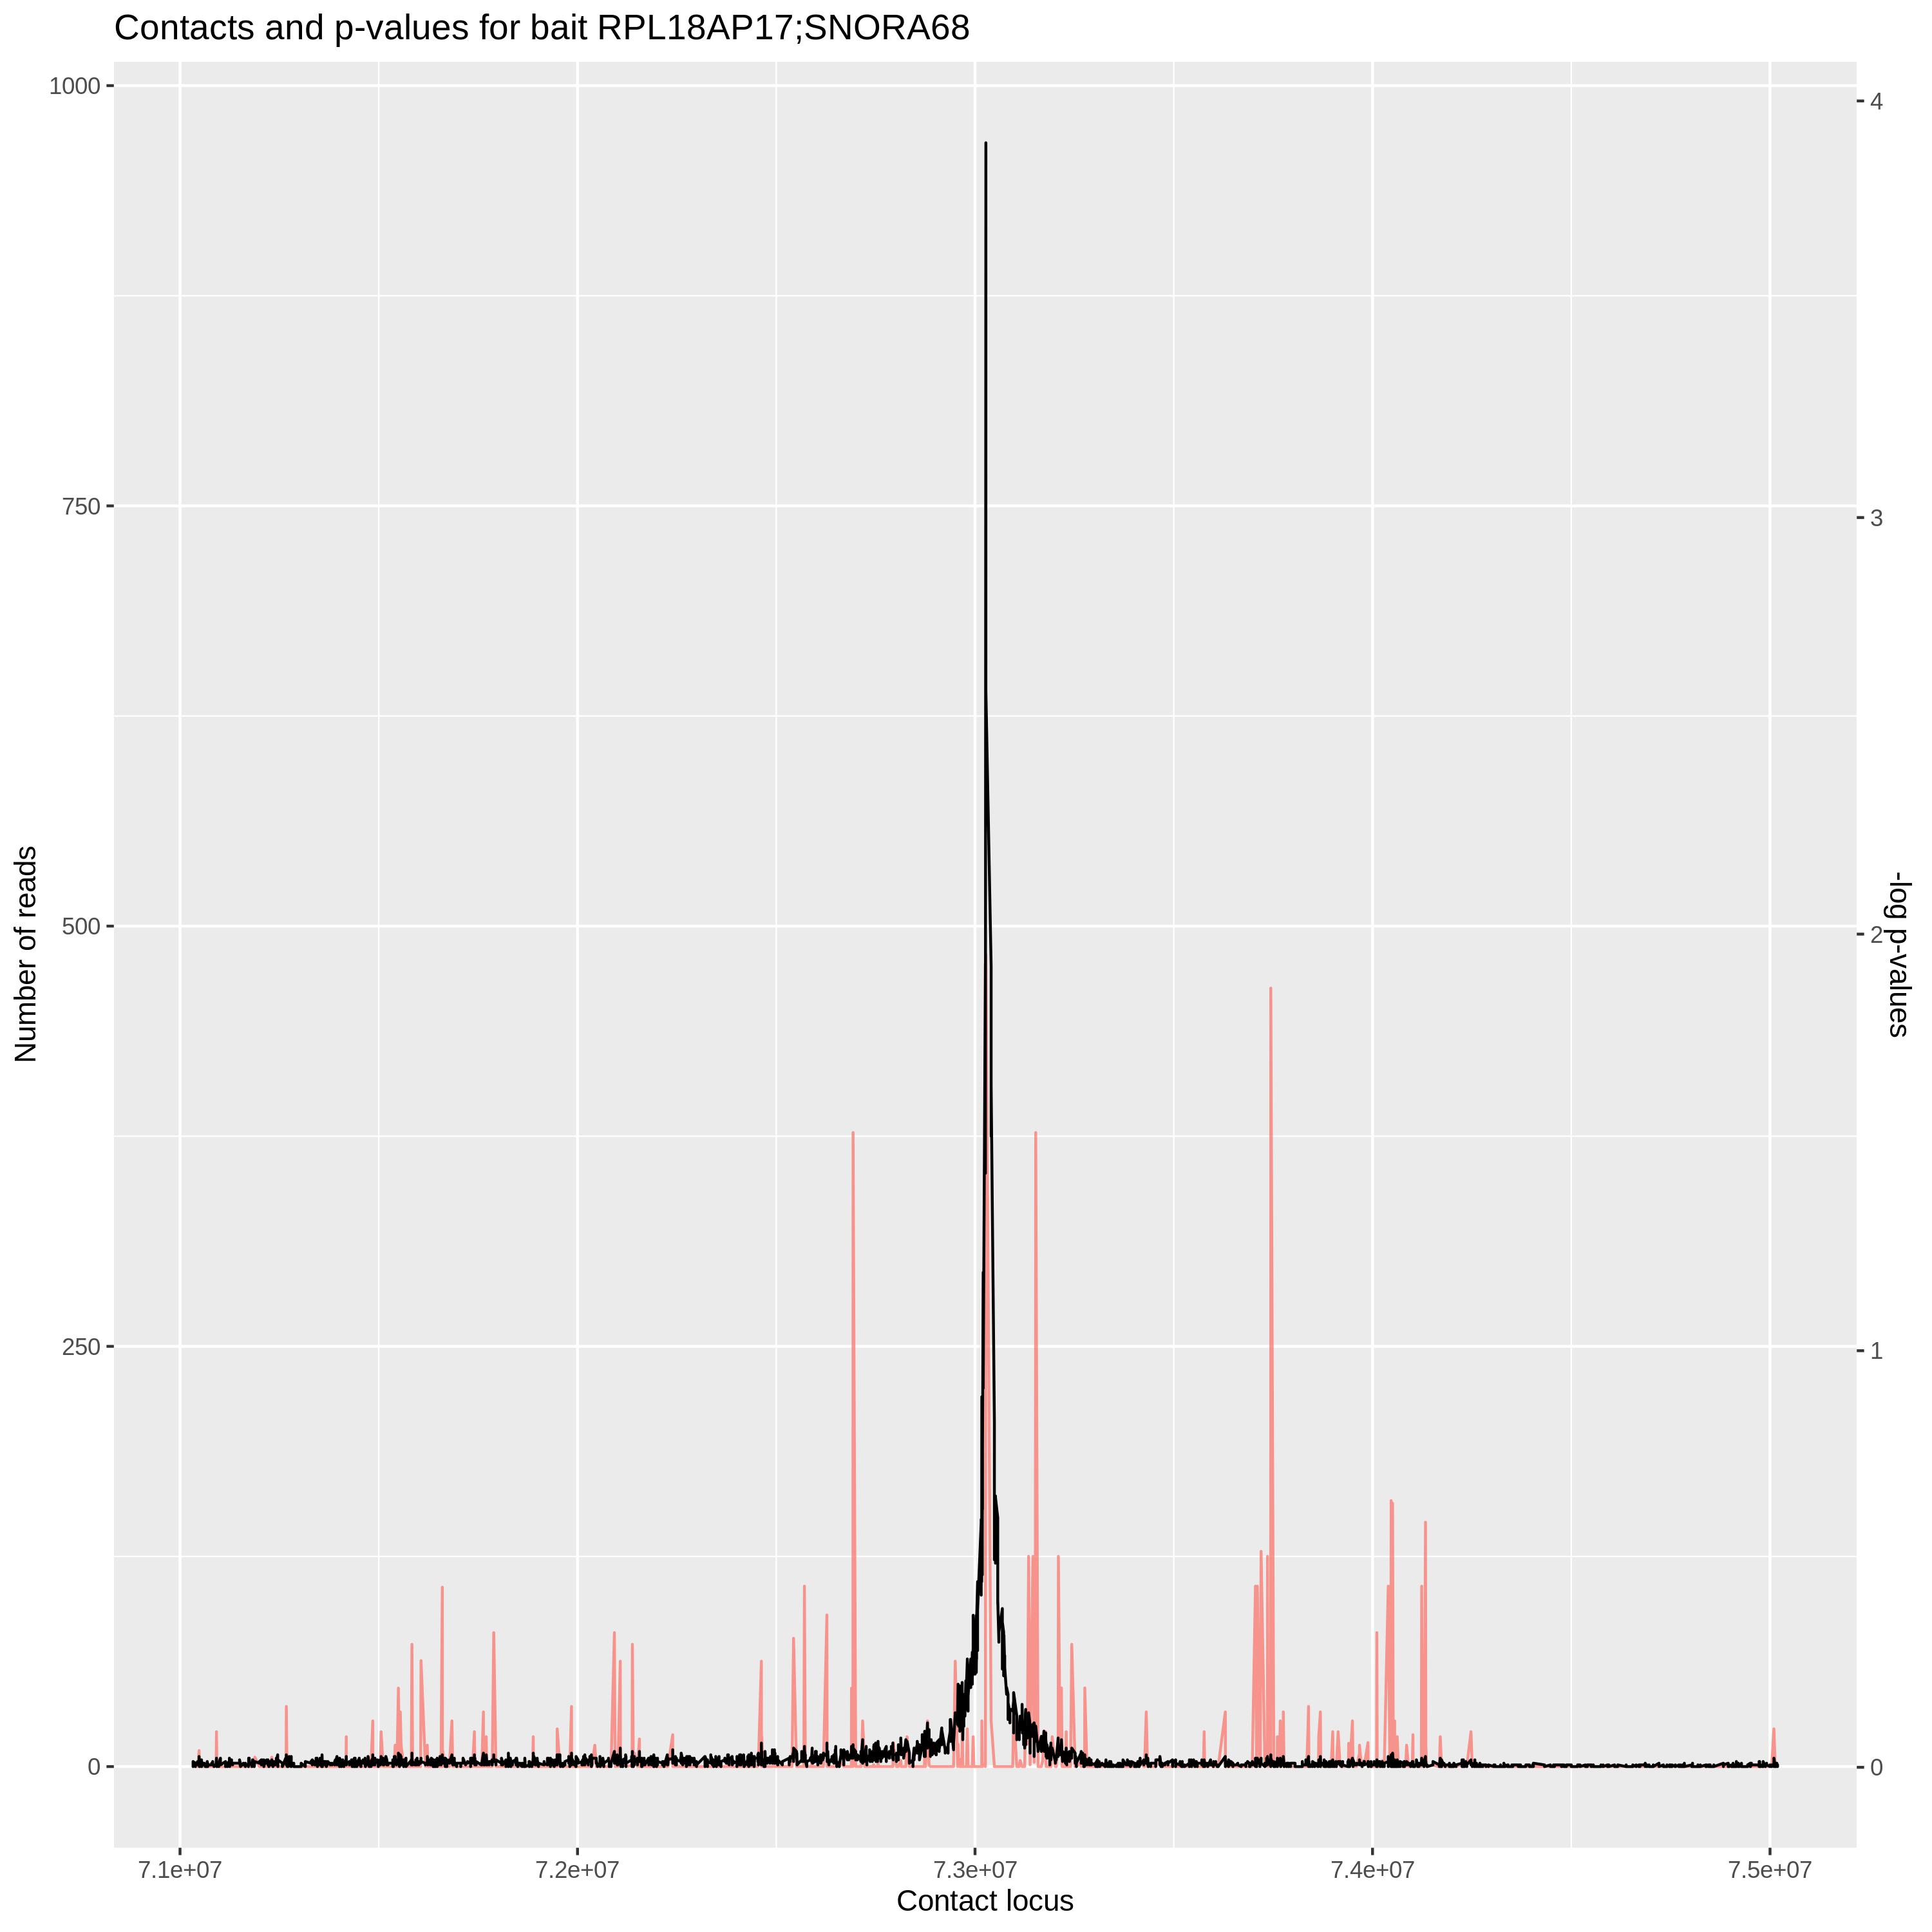 Contacts and p-values for bait RPL18AP17;SNORA68
1000
750
500
250
0
Number of reads
4
3
2
1
0
-log p-values
7.1e+07
7.2e+07
7.3e+07
7.4e+07
7.5e+07
Contact locus